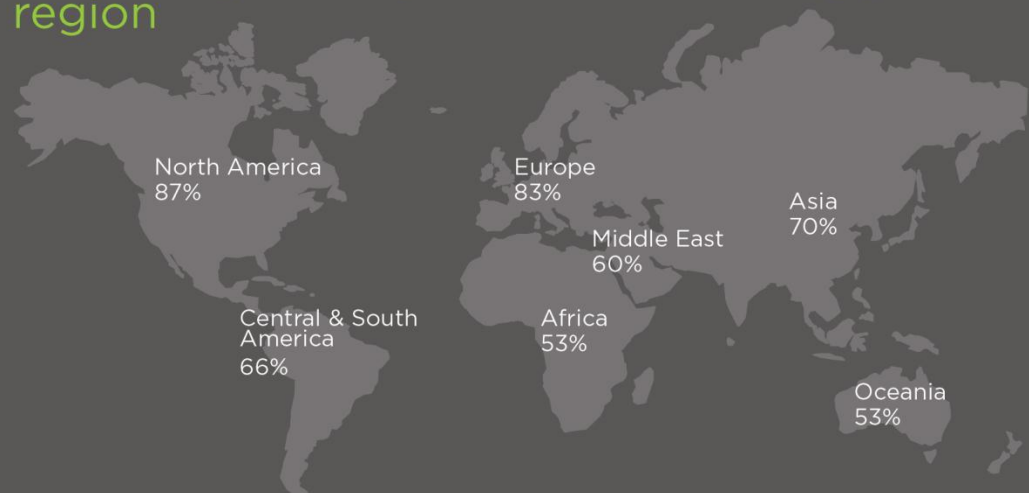 region
North America
87%
Europe
83%
Asia
70%
Middle East
60%
Central & South
America
66%
Africa
53%
Oceania
53%